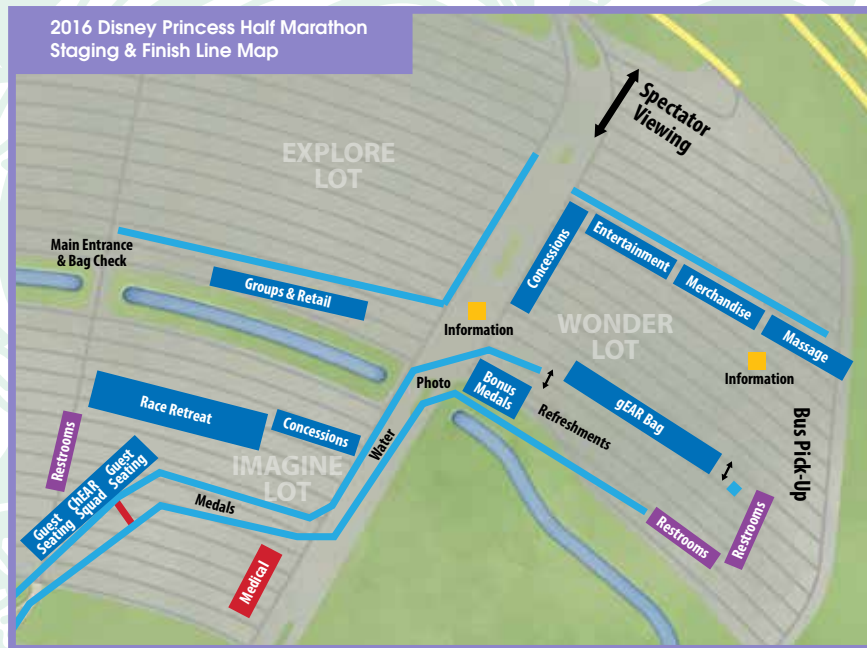 2016 Disney Princess Half Marathon
Staging & Finish Line Map
Spectator
Viewing
EXPLORE
LOT
Main Entrance
& Bag Check
Groups & Retail
Concessions
Entertainment
Merchandise
Massage
Information
WONDER
LOT
Information
Photo
Bonus
Medals
Refreshments
gEAR Bag
Bus Pick-Up
Race Retreat
Concessions
Water
Restrooms
IMAGINE
LOT
Guest
Seating
ChEAR
Squad
Guest
Seating
Medals
Medical
Restrooms
Restrooms